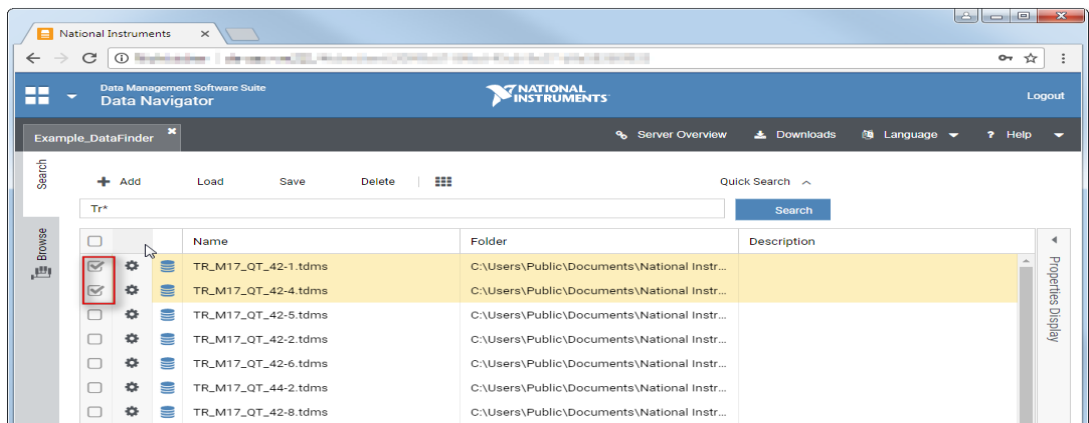 National Instruments
Data Management Software Suite
Data Navigator
NATIONAL
INSTRUMENTS
Logout
Example_DataFinder
Server Overview
Downloads
Language
? Help
Search
Browse
+ Add
Load
Save
Delete
Quick Search
Tr*
Search
Name Folder Description
TR_M17_QT_42-1.tdms C:\Users\Public\Documents\National Instr...
TR_M17_QT_42-4.tdms C:\Users\Public\Documents\National Instr...
TR_M17_QT_42-5.tdms C:\Users\Public\Documents\National Instr...
TR_M17_QT_42-2.tdms C:\Users\Public\Documents\National Instr...
TR_M17_QT_42-6.tdms C:\Users\Public\Documents\National Instr...
TR_M17_QT_44-2.tdms C:\Users\Public\Documents\National Instr...
TR_M17_QT_42-8.tdms C:\Users\Public\Documents\National Instr...
Properties Display